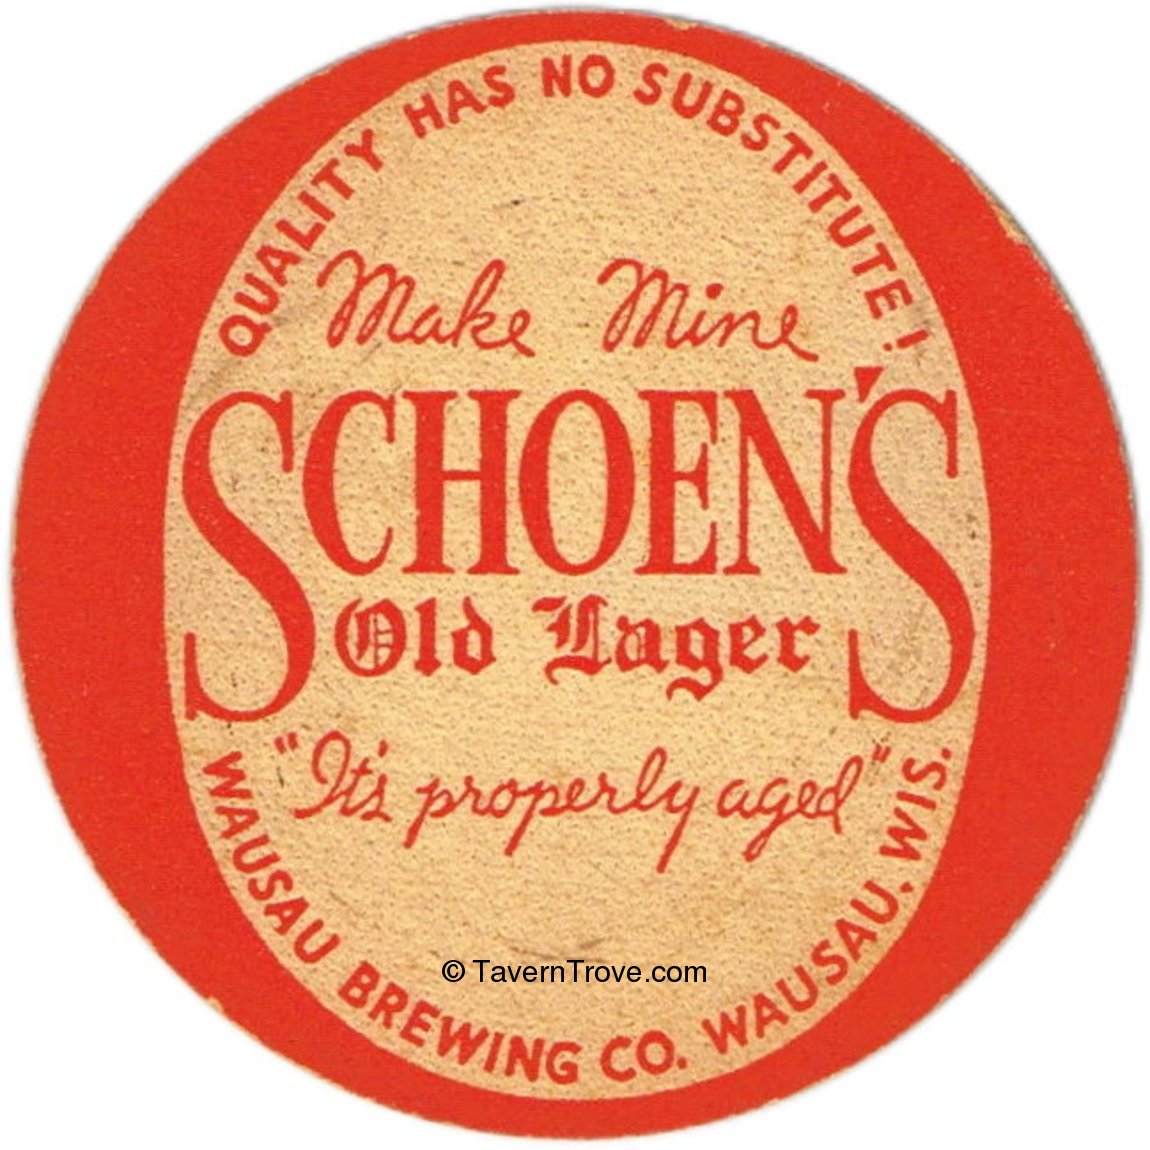 QUALITY HAS NO SUBSTITUTE!
Make Mine
SCHOEN'S
Old Lager
"It's properly aged"
© TavernTrove.com
WAUSAU BREWING CO. WAUSAU, WIS.